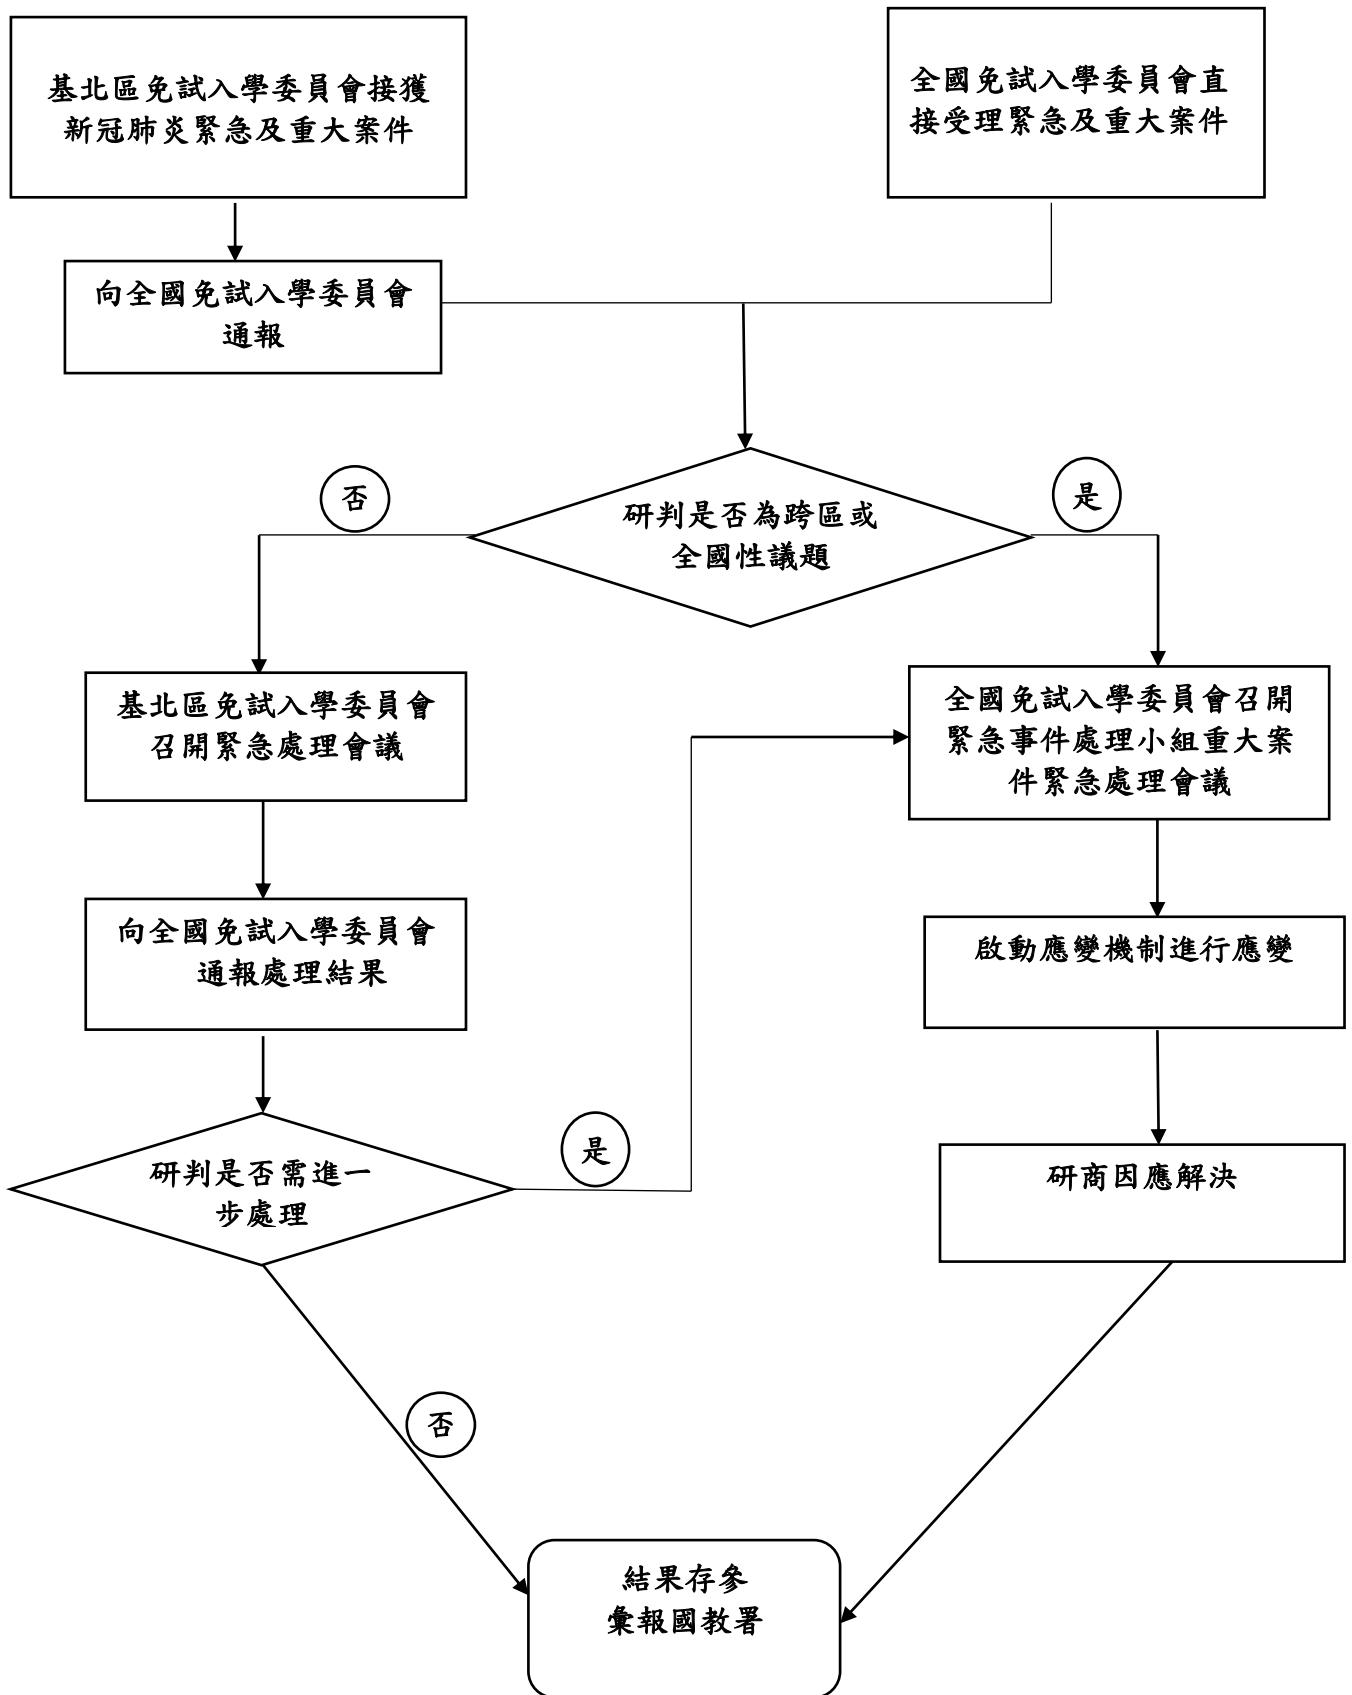 基北區免試入學委員會接獲
新冠肺炎緊急及重大案件
全國免試入學委員會直
接受理緊急及重大案件
向全國免試入學委員會
通報
否
是
研判是否為跨區或
全國性議題
基北區免試入學委員會
召開緊急處理會議
全國免試入學委員會召開
緊急事件處理小組重大案
件緊急處理會議
向全國免試入學委員會
通報處理結果
啟動應變機制進行應變
研判是否需進一
步處理
是
研商因應解決
否
結果存參
彙報國教署